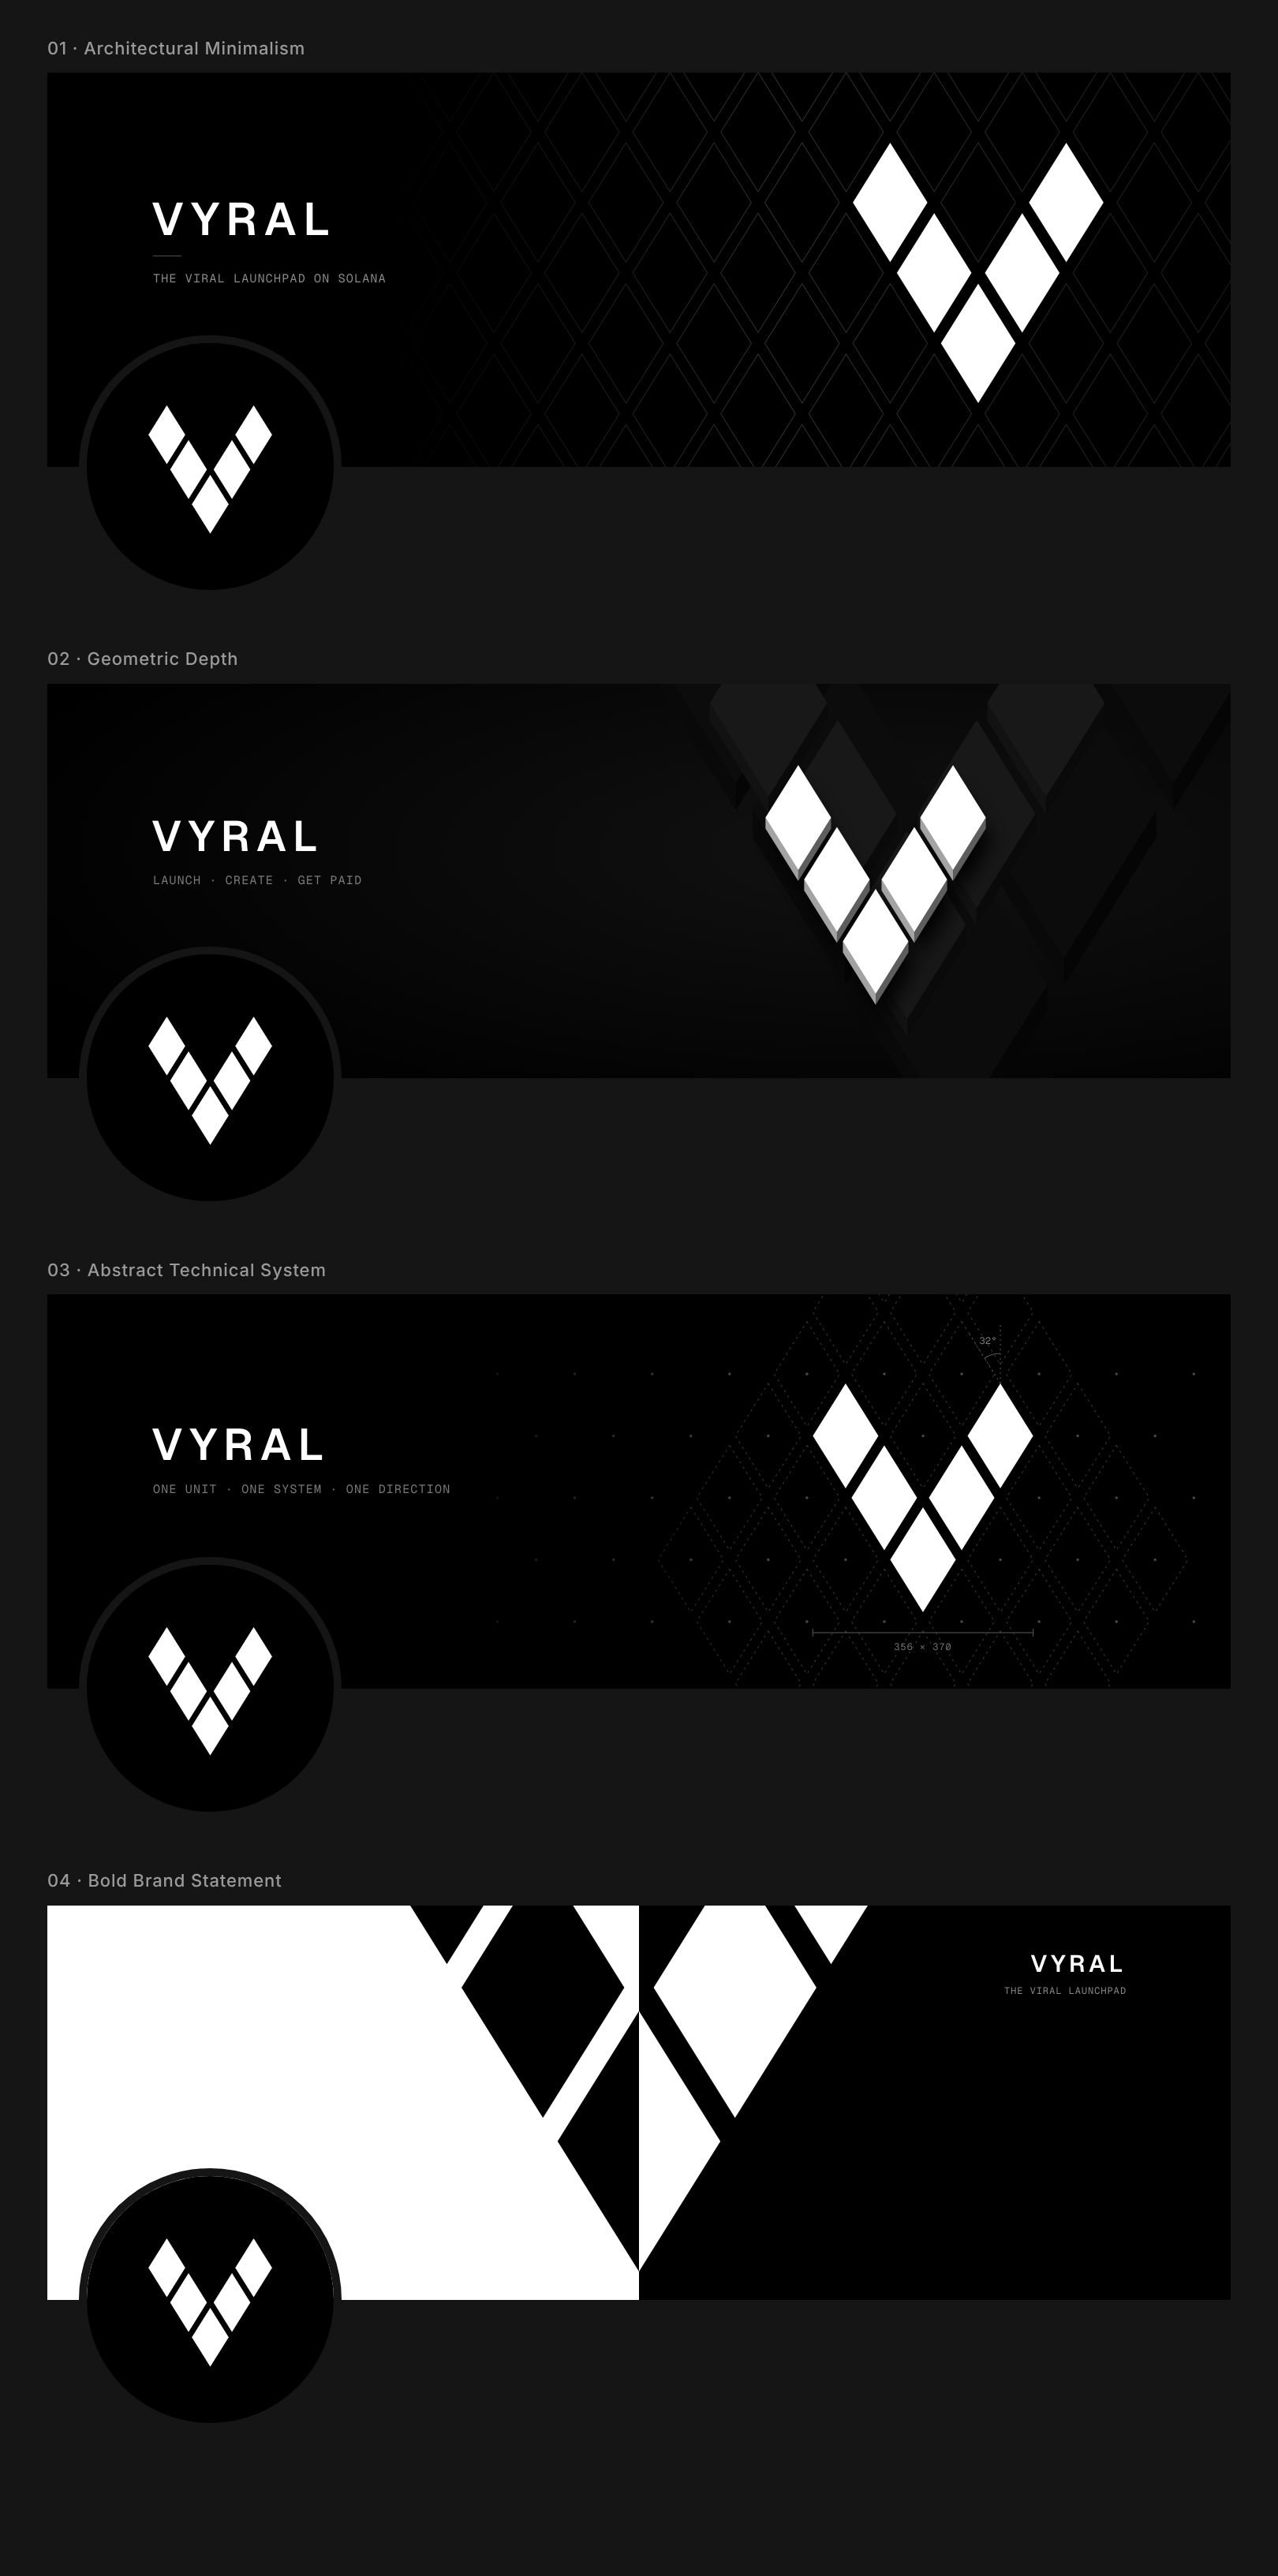 01 · Architectural Minimalism
VYRAL
THE VIRAL LAUNCHPAD ON SOLANA
02 · Geometric Depth
VYRAL
LAUNCH · CREATE · GET PAID
03 · Abstract Technical System
32°
VYRAL
ONE UNIT · ONE SYSTEM · ONE DIRECTION
356 × 370
04 · Bold Brand Statement
VYRAL
THE VIRAL LAUNCHPAD